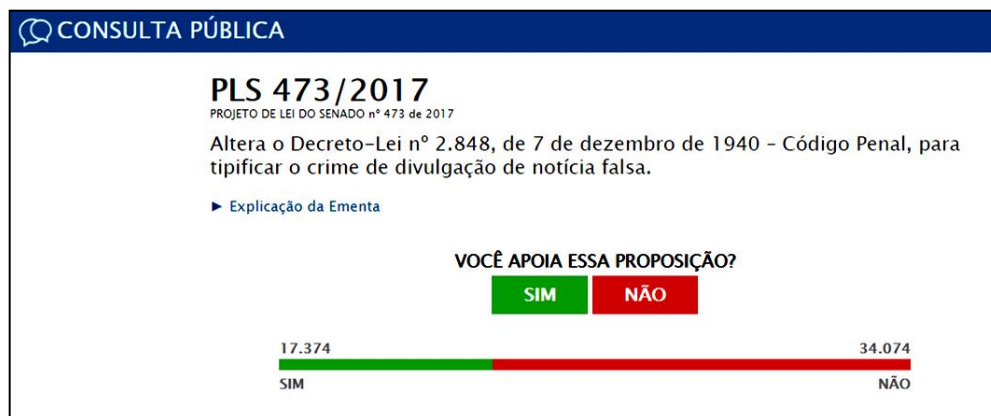 CONSULTA PÚBLICA
PLS 473/2017
PROJETO DE LEI DO SENADO nº 473 de 2017
Altera o Decreto-Lei nº 2.848, de 7 de dezembro de 1940 - Código Penal, para
tipificar o crime de divulgação de notícia falsa.
► Explicação da Ementa
VOCÊ APOIA ESSA PROPOSIÇÃO?
SIM NÃO
17.374 34.074
SIM NÃO